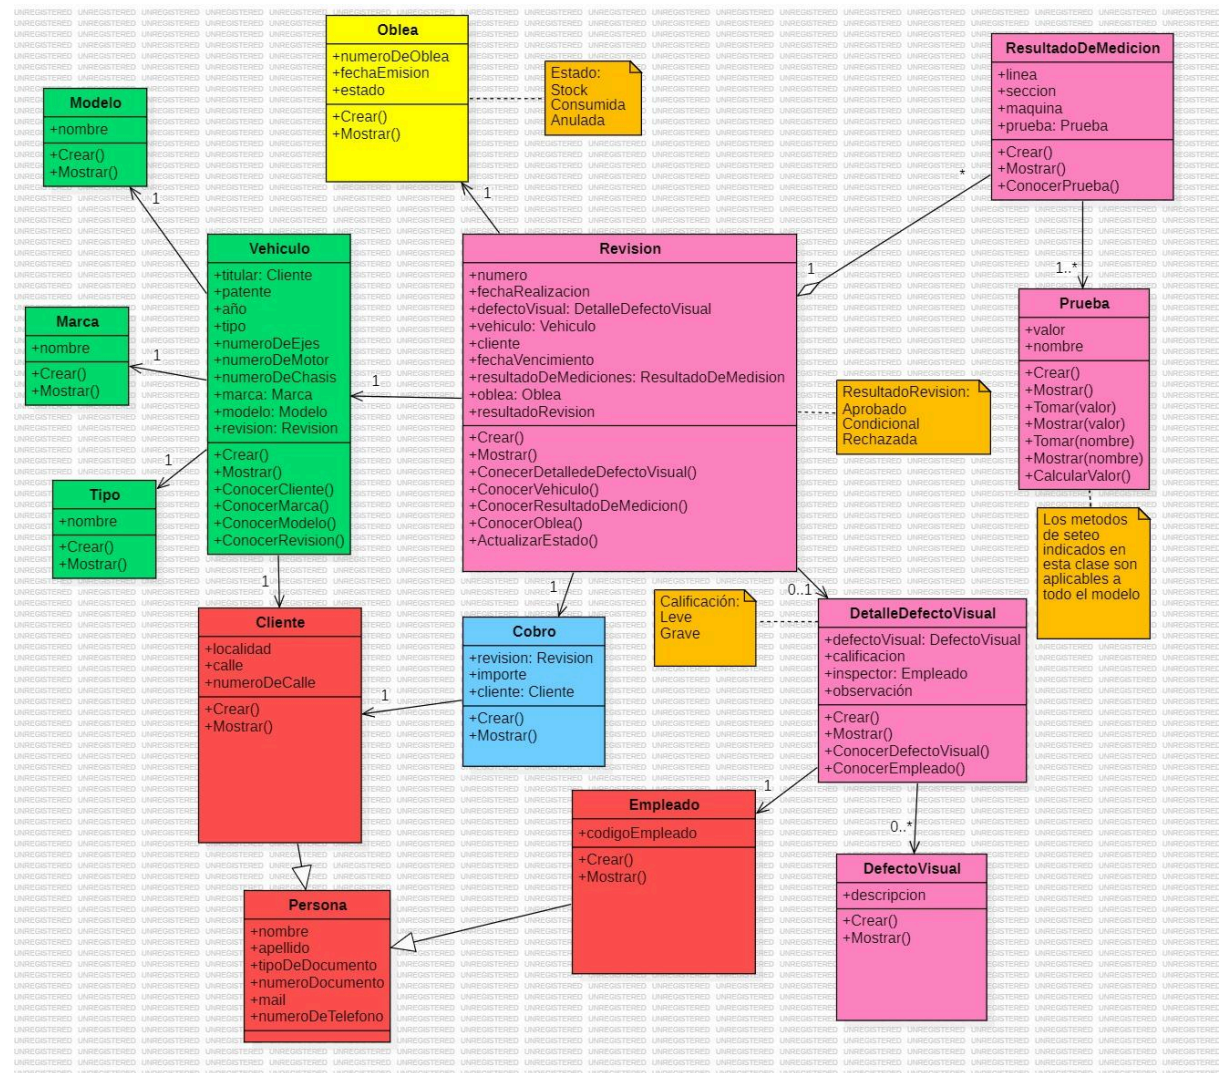 UNREGISTERED
Oblea
+numeroDeOblea
+fechaEmision
+estado
+Crear()
+Mostrar()
Estado:
Stock
Consumida
Anulada
ResultadoDeMedicion
+linea
+seccion
+maquina
+prueba: Prueba
+Crear()
+Mostrar()
+ConocerPrueba()
Modelo
+nombre
+Crear()
+Mostrar()
1
1
*
1
1..*
Vehiculo
+titular: Cliente
+patente
+año
+tipo
+numeroDeEjes
+numeroDeMotor
+numeroDeChasis
+marca: Marca
+modelo: Modelo
+revision: Revision
+Crear()
+Mostrar()
+ConocerCliente()
+ConocerMarca()
+ConocerModelo()
+ConocerRevision()
Revision
+numero
+fechaRealizacion
+defectoVisual: DetalleDefectoVisual
+vehiculo: Vehiculo
+cliente
+fechaVencimiento
+resultadoDeMediciones: ResultadoDeMedision
+oblea: Oblea
+resultadoRevision
+Crear()
+Mostrar()
+ConecerDetalledeDefectoVisual()
+ConocerVehiculo()
+ConocerResultadoDeMedicion()
+ConocerOblea()
+ActualizarEstado()
Prueba
+valor
+nombre
+Crear()
+Mostrar()
+Tomar(valor)
+Mostrar(valor)
+Tomar(nombre)
+Mostrar(nombre)
+CalcularValor()
Marca
+nombre
+Crear()
+Mostrar()
1
1
ResultadoRevision:
Aprobado
Condicional
Rechazada
1
Tipo
+nombre
+Crear()
+Mostrar()
Los metodos
de seteo
indicados en
esta clase son
aplicables a
todo el modelo
1
1
0..1
Cliente
+localidad
+calle
+numeroDeCalle
+Crear()
+Mostrar()
1
Cobro
+revision: Revision
+importe
+cliente: Cliente
+Crear()
+Mostrar()
Calificación:
Leve
Grave
DetalleDefectoVisual
+defectoVisual: DefectoVisual
+calificacion
+inspector: Empleado
+observación
+Crear()
+Mostrar()
+ConocerDefectoVisual()
+ConocerEmpleado()
1
0..*
Empleado
+codigoEmpleado
+Crear()
+Mostrar()
DefectoVisual
+descripcion
+Crear()
+Mostrar()
Persona
+nombre
+apellido
+tipoDeDocumento
+numeroDocumento
+mail
+numeroDeTelefono